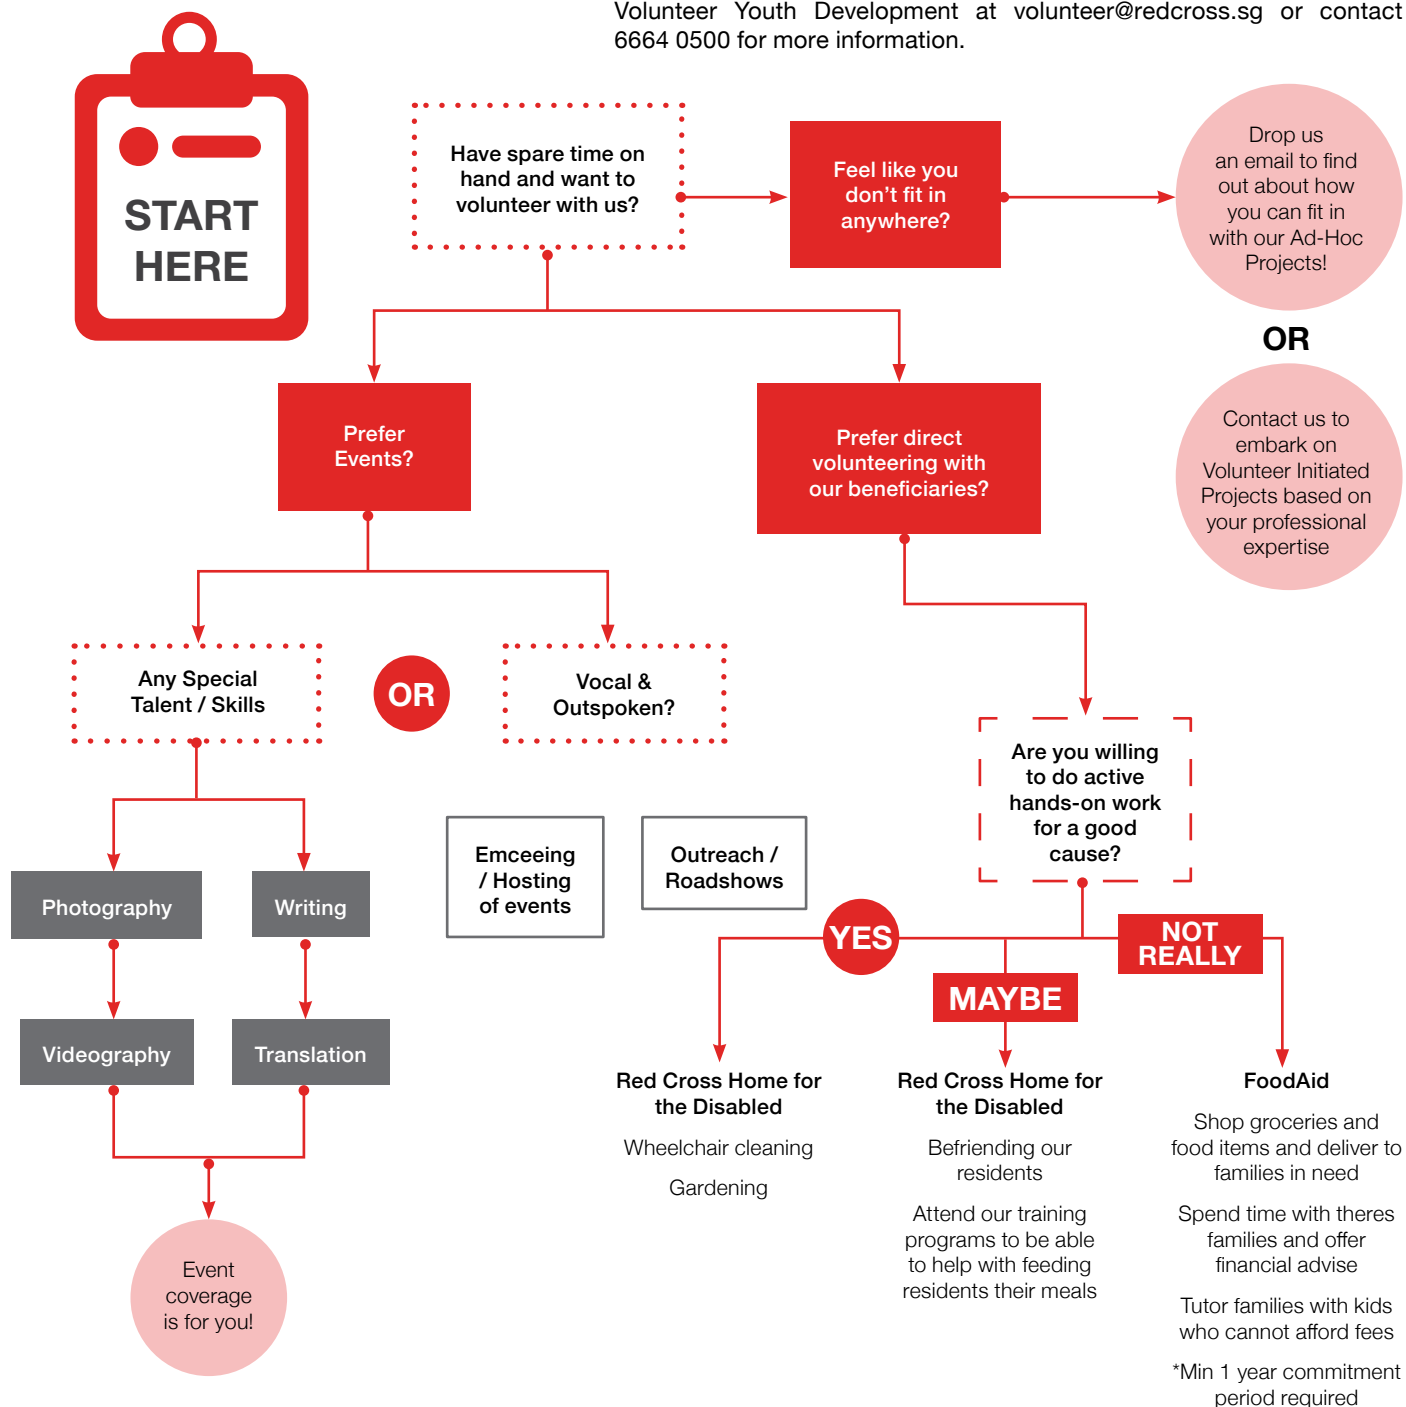 Volunteer Youth Development at volunteer@redcross.sg or contact
6664 0500 for more information.
START
HERE
Have spare time on
hand and want to
volunteer with us?
Feel like you
don't fit in
anywhere?
Drop us
an email to find
out about how
you can fit in
with our Ad-Hoc
Projects!
OR
Contact us to
embark on
Volunteer Initiated
Projects based on
your professional
expertise
Prefer
Events?
Prefer direct
volunteering with
our beneficiaries?
Any Special
Talent / Skills
OR
Vocal &
Outspoken?
Are you willing
to do active
hands-on work
for a good
cause?
Photography
Writing
Emceeing
/ Hosting
of events
Outreach /
Roadshows
Videography
Translation
Event
coverage
is for you!
YES
MAYBE
NOT
REALLY
Red Cross Home for
the Disabled
Wheelchair cleaning
Gardening
Red Cross Home for
the Disabled
Befriending our
residents
Attend our training
programs to be able
to help with feeding
residents their meals
FoodAid
Shop groceries and
food items and deliver to
families in need
Spend time with theres
families and offer
financial advise
Tutor families with kids
who cannot afford fees
*Min 1 year commitment
period required